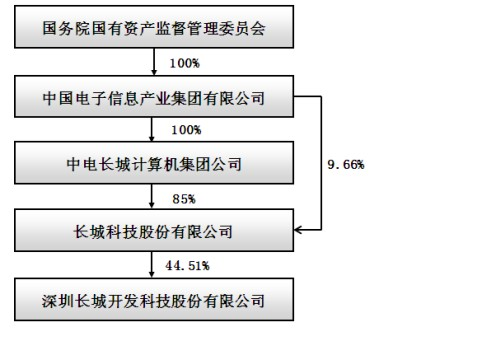 国务院国有资产监督管理委员会
100%
中国电子信息产业集团有限公司
100%
中电长城计算机集团公司
9.66%
85%
长城科技股份有限公司
44.51%
深圳长城开发科技股份有限公司